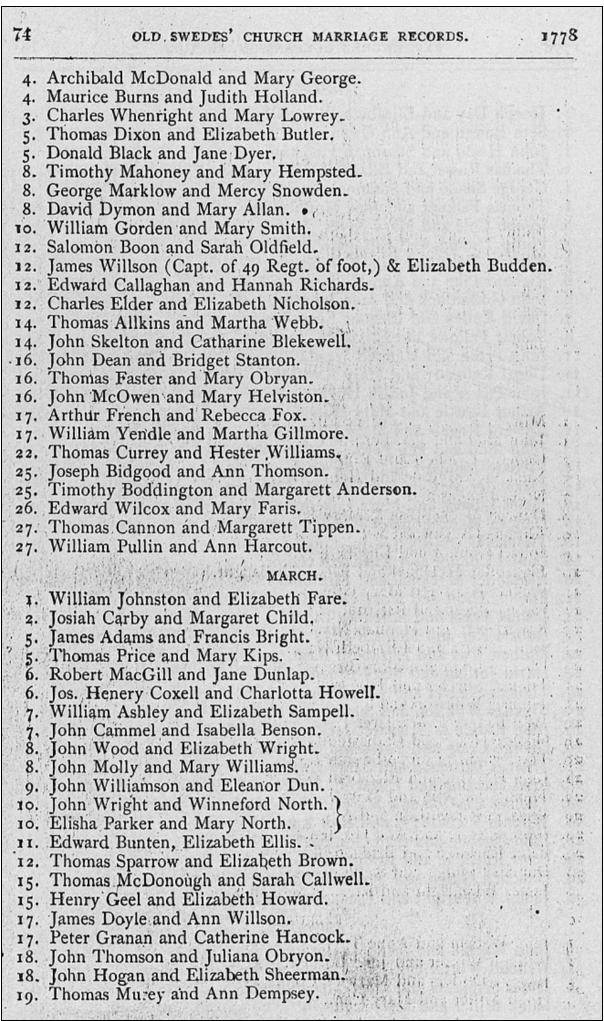 74 OLD SWEDES' CHURCH MARRIAGE RECORDS. 1778
4. Archibald McDonald and Mary George.
4. Maurice Burns and Judith Holland.
3. Charles Whenright and Mary Lowrey.
5. Thomas Dixon and Elizabeth Butler.
5. Donald Black and Jane Dyer.
8. Timothy Mahoney and Mary Hempsted.
8. George Marklow and Mercy Snowden.
8. David Dymon and Mary Allan.
10. William Gorden and Mary Smith.
12. Salomon Boon and Sarah Oldfield.
12. James Willson (Capt. of 49 Regt. of foot,) & Elizabeth Budden.
12. Edward Callaghan and Hannah Richards.
12. Charles Elder and Elizabeth Nicholson.
14. Thomas Allkins and Martha Webb.
14. John Skelton and Catharine Blekewell.
16. John Dean and Bridget Stanton.
16. Thomas Faster and Mary Obryan.
16. John McOwen and Mary Helviston.
17. Arthur French and Rebecca Fox.
17. William Yendle and Martha Gillmore.
22. Thomas Currey and Hester Williams.
25. Joseph Bidgood and Ann Thomson.
25. Timothy Boddington and Margarett Anderson.
26. Edward Wilcox and Mary Faris.
27. Thomas Cannon and Margarett Tippen.
27. William Pullin and Ann Harcout.
MARCH.
1. William Johnston and Elizabeth Fare.
2. Josiah Carby and Margaret Child.
5. James Adams and Francis Bright.
5. Thomas Price and Mary Kips.
6. Robert MacGill and Jane Dunlap.
6. Jos. Henery Coxell and Charlotta Howell.
7. William Ashley and Elizabeth Sampell.
7. John Cammel and Isabella Benson.
8. John Wood and Elizabeth Wright.
8. John Molly and Mary Williams.
9. John Williamson and Eleanor Dun.
10. John Wright and Winneford North. }
10. Elisha Parker and Mary North.
11. Edward Bunten, Elizabeth Ellis.
12. Thomas Sparrow and Elizabeth Brown.
15. Thomas McDonough and Sarah Callwell.
15. Henry Geel and Elizabeth Howard.
17. James Doyle and Ann Willson.
17. Peter Granan and Catherine Hancock.
18. John Thomson and Juliana Obryon.
18. John Hogan and Elizabeth Sheerman.
19. Thomas and Ann Dempsey.